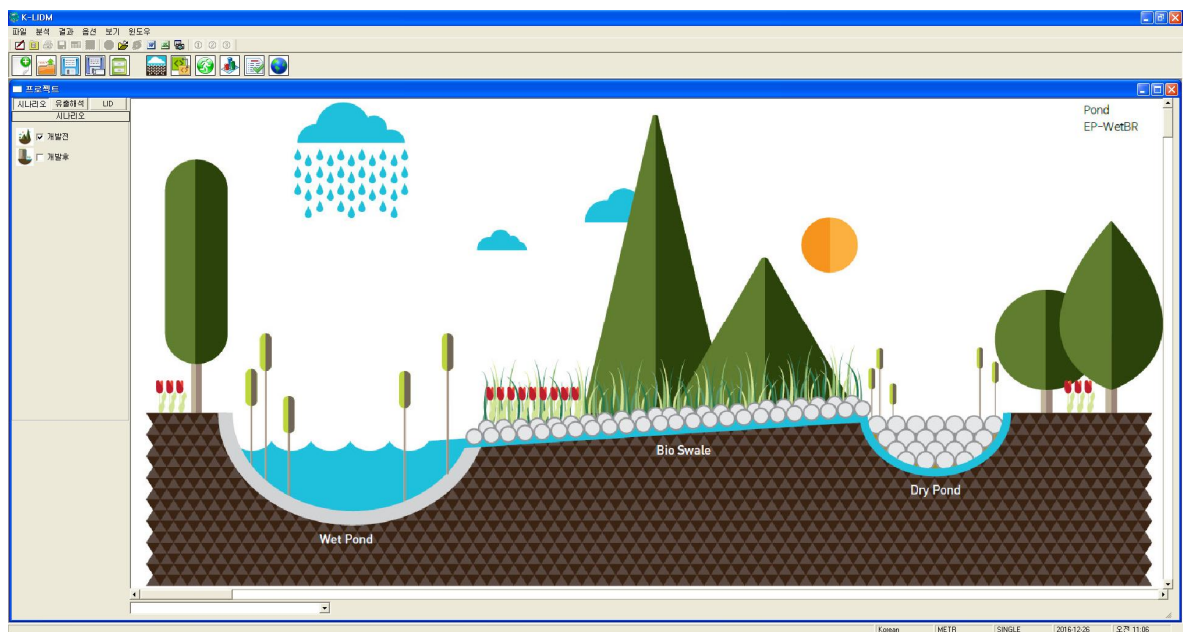 K-LIDM
파일 분석 결과 옵션 보기 윈도우
프로젝트
시나리오 유출해석 LID
시나리오
개발전
개발후
Pond
EP-WetBR
Bio Swale
Dry Pond
Wet Pond
Korean METR SINGLE 2016-12-26 오전 11:06